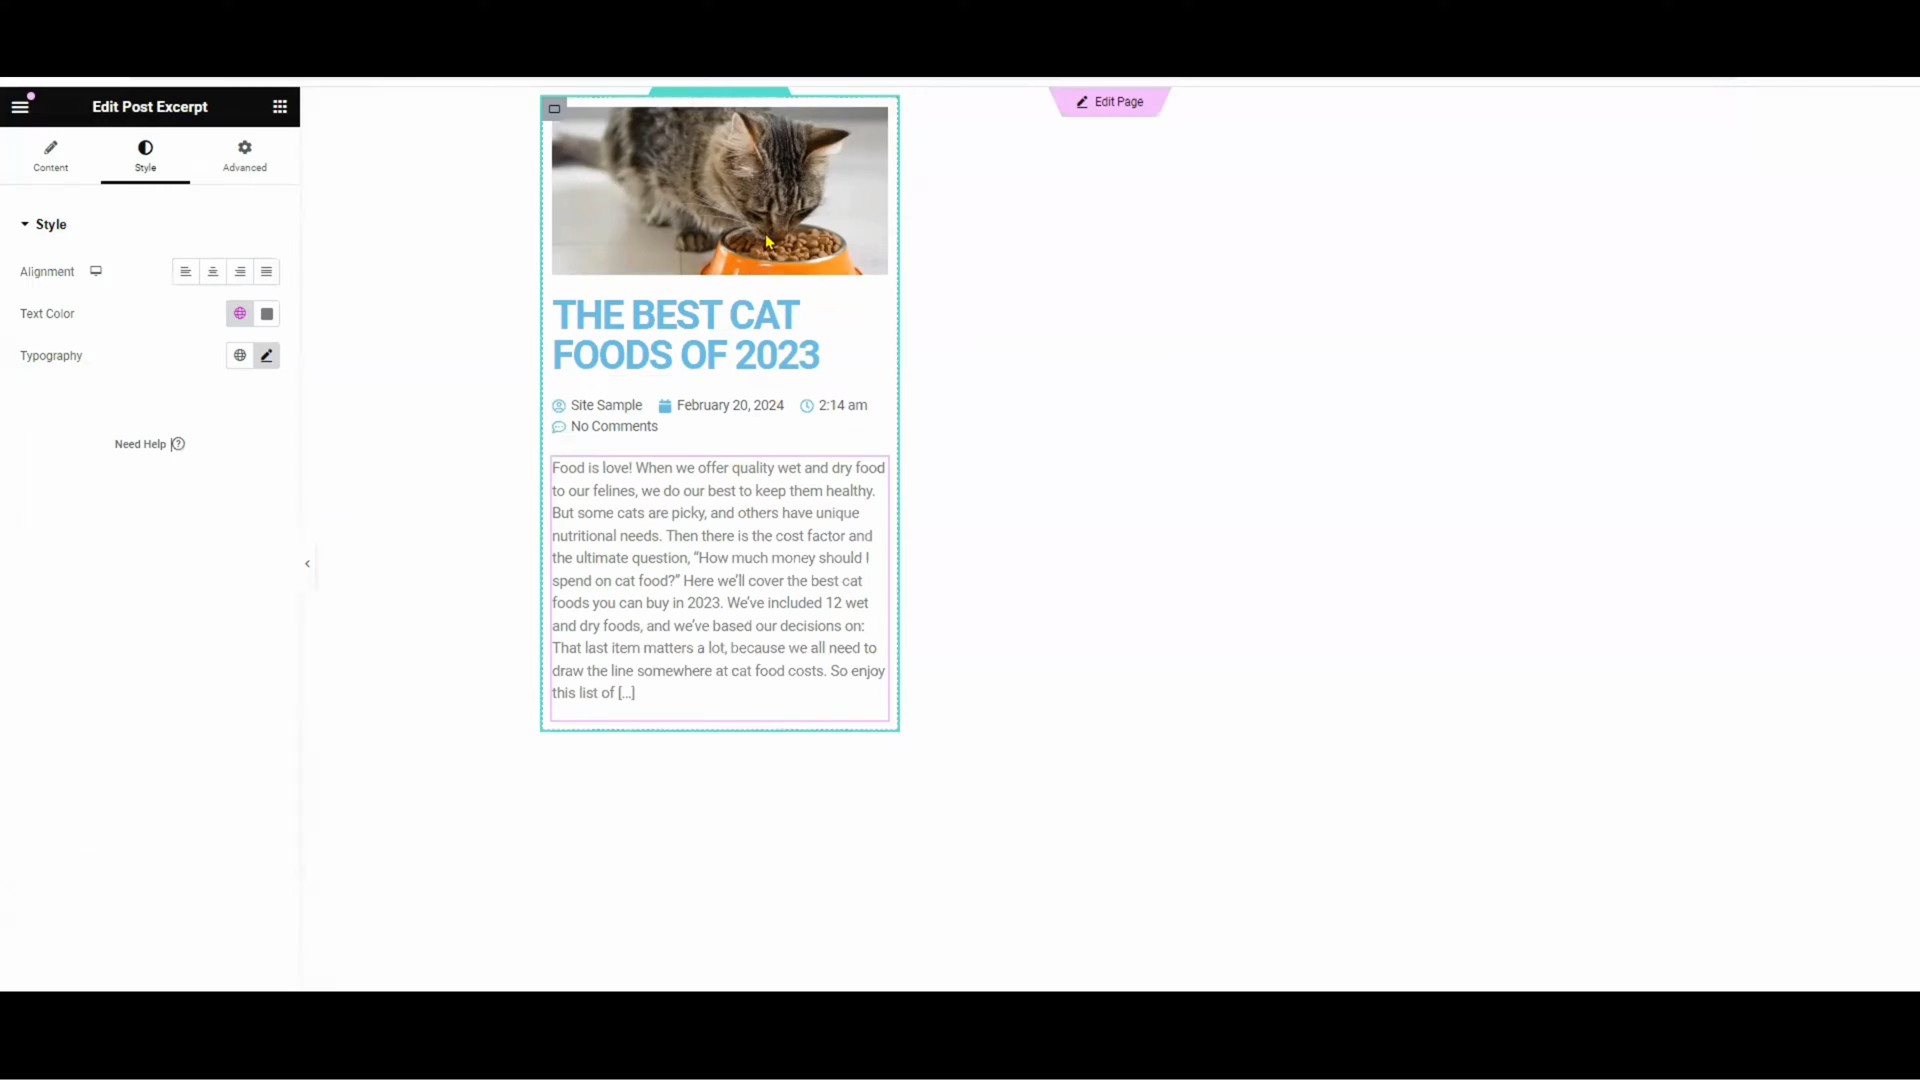 Edit Post Excerpt
Edit Page
Content
Style
Advanced
Style
Alignment
Text Color
Typography
Need Help
THE BEST CAT
FOODS OF 2023
Site Sample February 20, 2024 2:14 am
No Comments
Food is love! When we offer quality wet and dry food
to our felines, we do our best to keep them healthy.
But some cats are picky, and others have unique
nutritional needs. Then there is the cost factor and
the ultimate question, “How much money should I
spend on cat food?” Here we’ll cover the best cat
foods you can buy in 2023. We’ve included 12 wet
and dry foods, and we’ve based our decisions on:
That last item matters a lot, because we all need to
draw the line somewhere at cat food costs. So enjoy
this list of […]